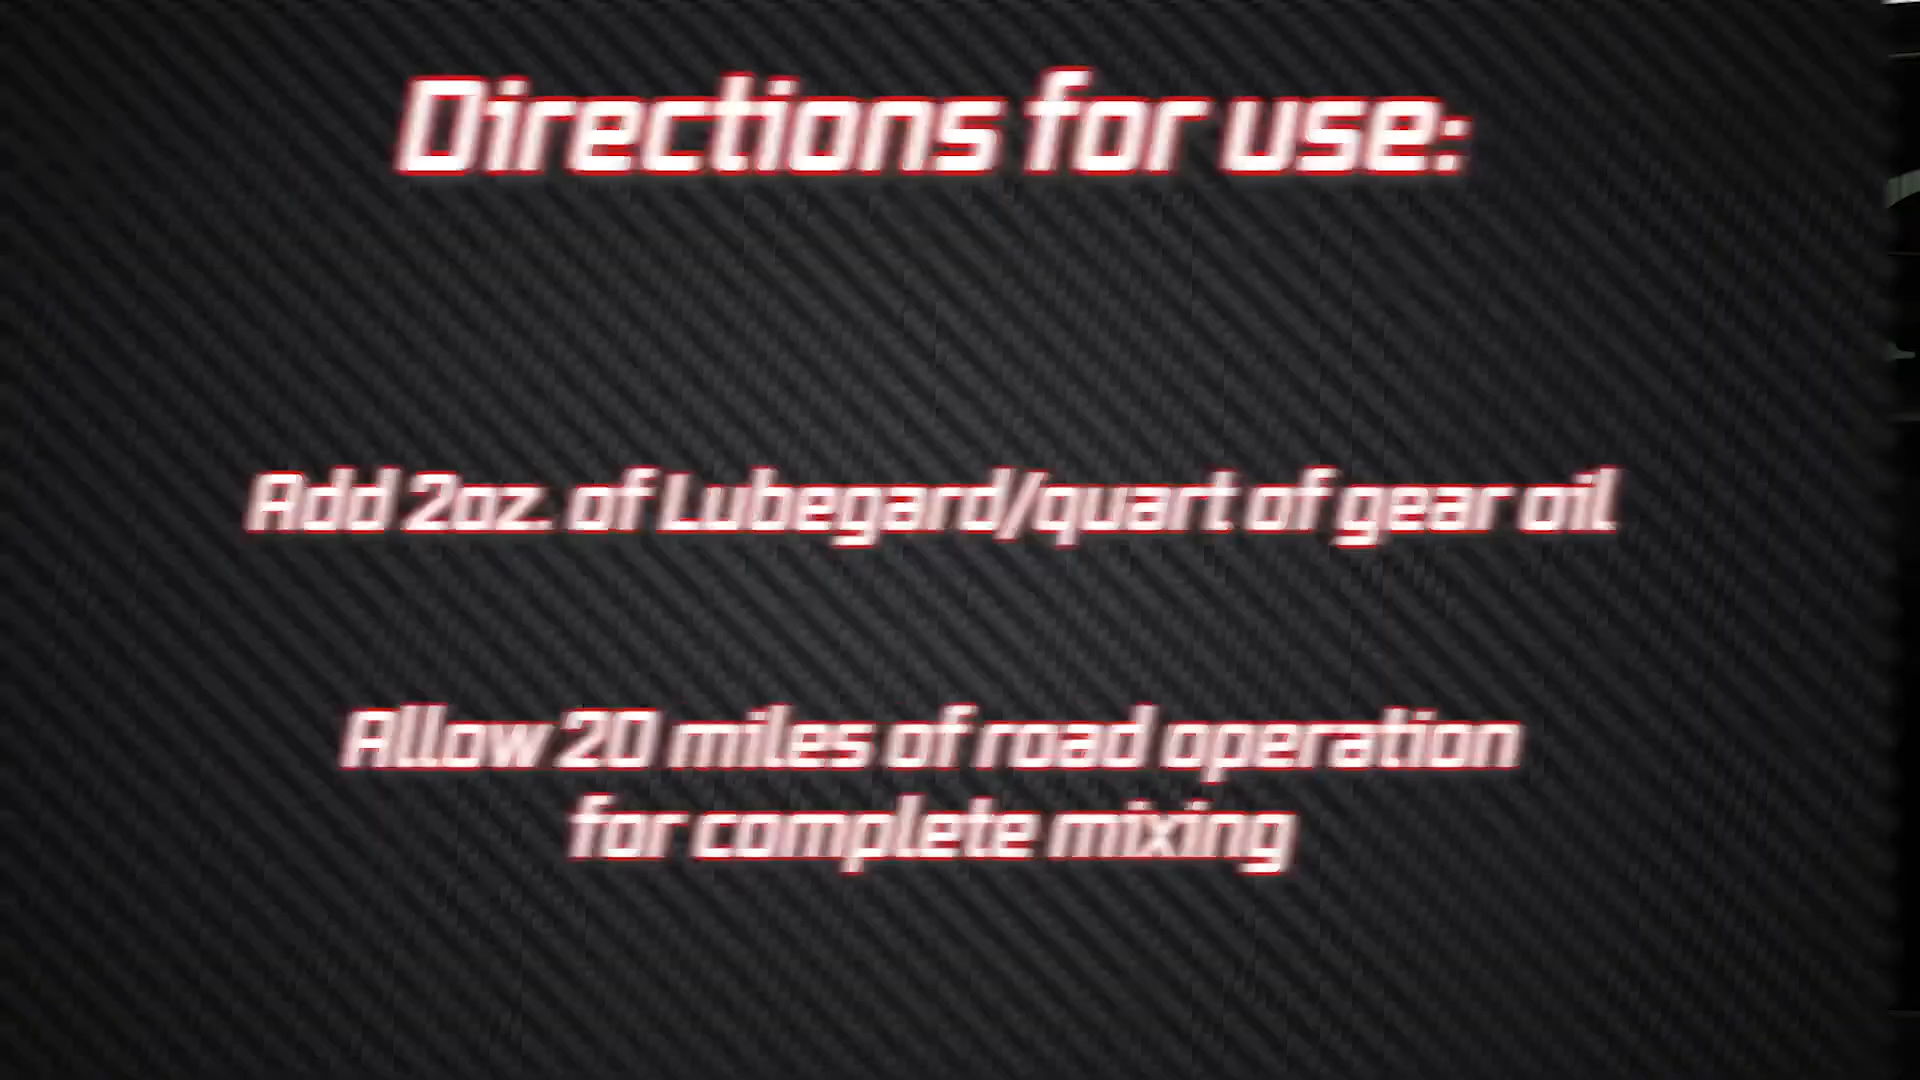 Directions for use:
Add 2oz. of Lubegard/quart of gear oil.
Allow 20 miles of road operation
for complete mixing